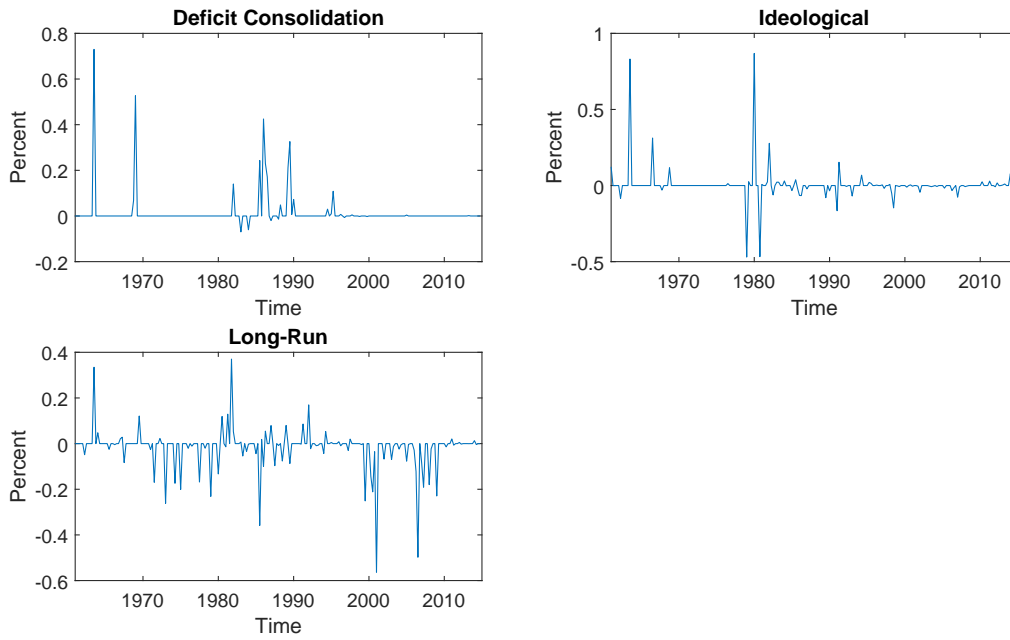 Deficit Consolidation
0.8
0.6
0.4
0.2
0
-0.2
Percent
1970 1980 1990 2000 2010
Time
Ideological
1
0.5
0
-0.5
Percent
1970 1980 1990 2000 2010
Time
Long-Run
0.4
0.2
0
-0.2
-0.4
-0.6
Percent
1970 1980 1990 2000 2010
Time